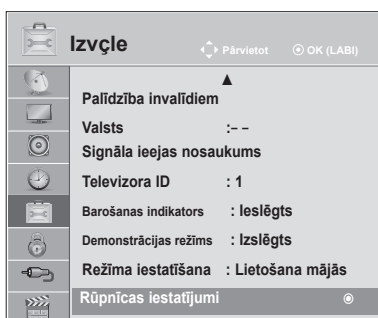 Izvçle
Pārvietot
OK (LABI)
Palīdzība invalīdiem
Valsts :– –
Signāla ieejas nosaukums
Televizora ID : 1
Barošanas indikators : Ieslēgts
Demonstrācijas režīms : Izslēgts
Režīma iestatīšana : Lietošana mājās
Rūpnīcas iestatījumi